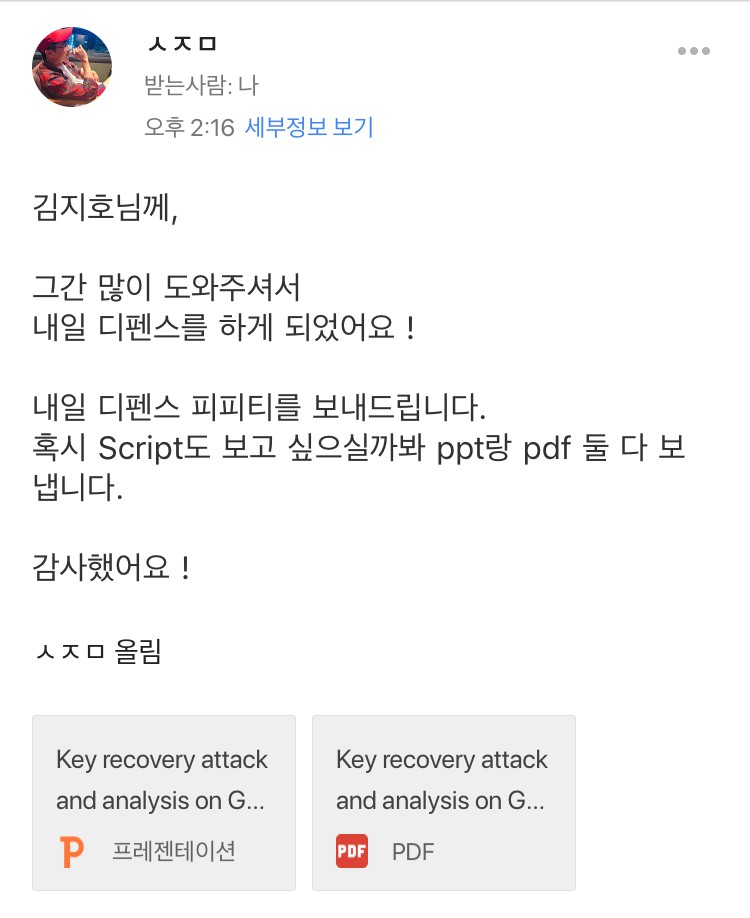 ㅅㅈㅁ
받는사람: 나
오후 2:16 세부정보 보기
김지호님께,
그간 많이 도와주셔서
내일 디펜스를 하게 되었어요 !
내일 디펜스 피피티를 보내드립니다.
혹시 Script도 보고 싶으실까봐 ppt랑 pdf 둘 다 보
냅니다.
감사했어요 !
ㅅㅈㅁ 올림
Key recovery attack
and analysis on G...
P 프레젠테이션
Key recovery attack
and analysis on G...
PDF PDF